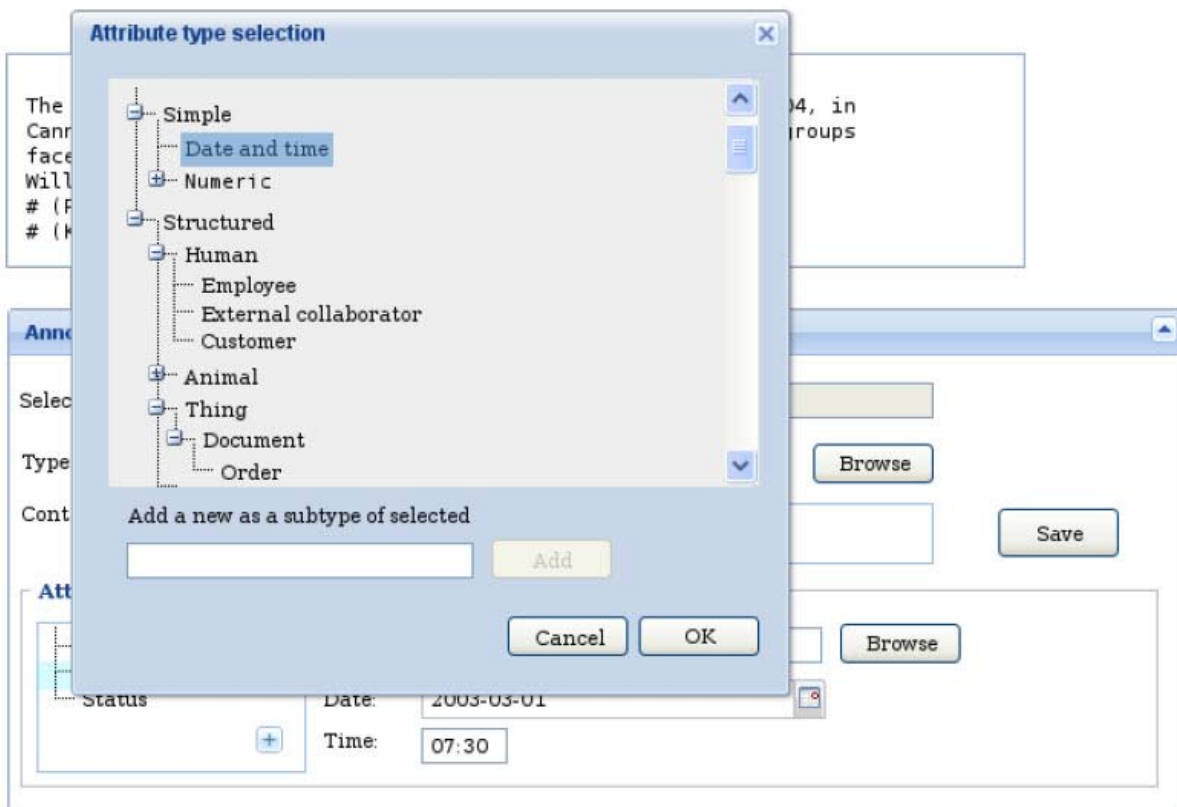 Attribute type selection
The
04, in
Simple
Cann
groups
Date and time
face
Will
Numeric
# (
# (
Structured
Human
Employee
External collaborator
Customer
Anno
Animal
Selec
Thing
Document
Type
Browse
Order
Cont
Add a new as a subtype of selected
Save
Add
Att
Cancel
OK
Browse
Status
Date:
2003-03-01
Time:
07:30